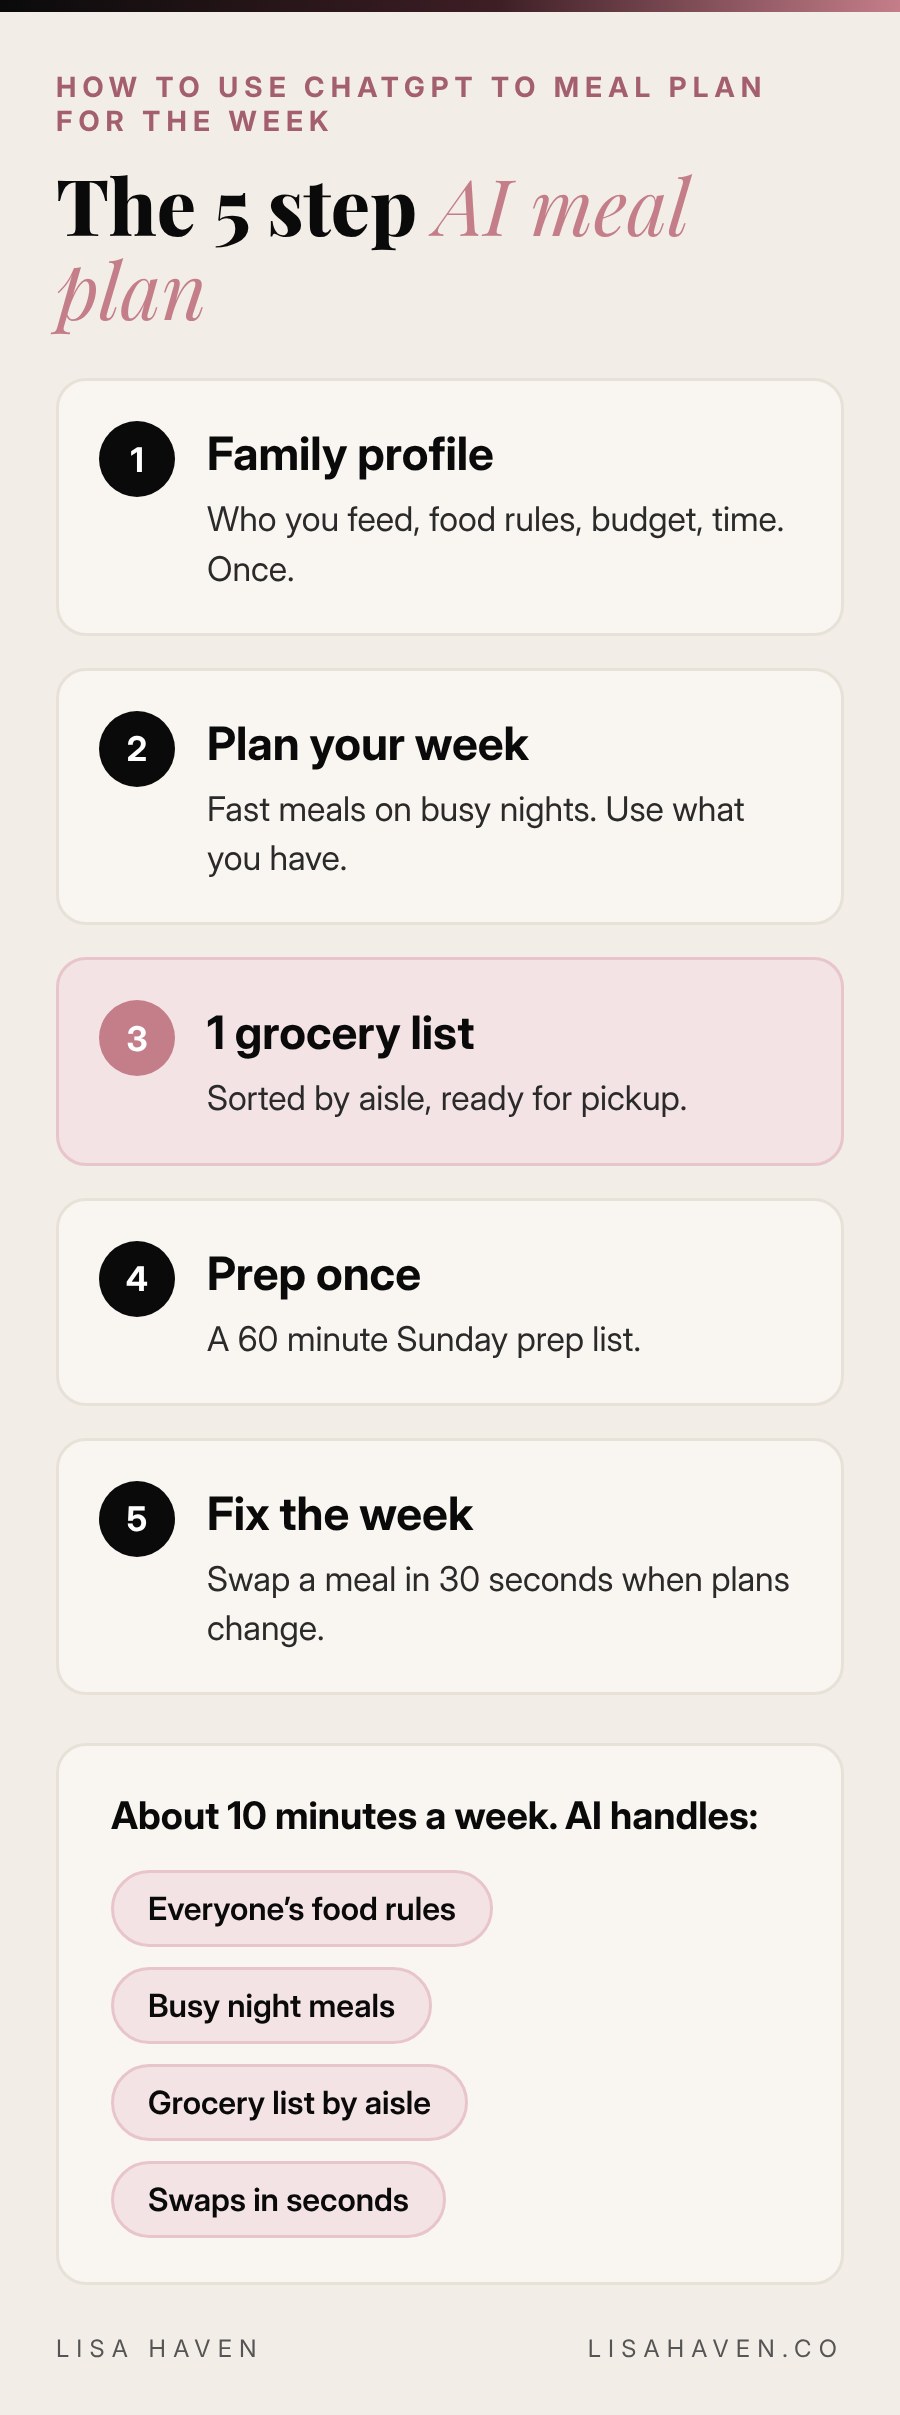 HOW TO USE CHATGPT TO MEAL PLAN
FOR THE WEEK
The 5 step AI meal
plan
1
Family profile
Who you feed, food rules, budget, time.
Once.
2
Plan your week
Fast meals on busy nights. Use what
you have.
3
1 grocery list
Sorted by aisle, ready for pickup.
4
Prep once
A 60 minute Sunday prep list.
5
Fix the week
Swap a meal in 30 seconds when plans
change.
About 10 minutes a week. AI handles:
Everyone’s food rules
Busy night meals
Grocery list by aisle
Swaps in seconds
LISA HAVEN
LISAHAVEN.CO